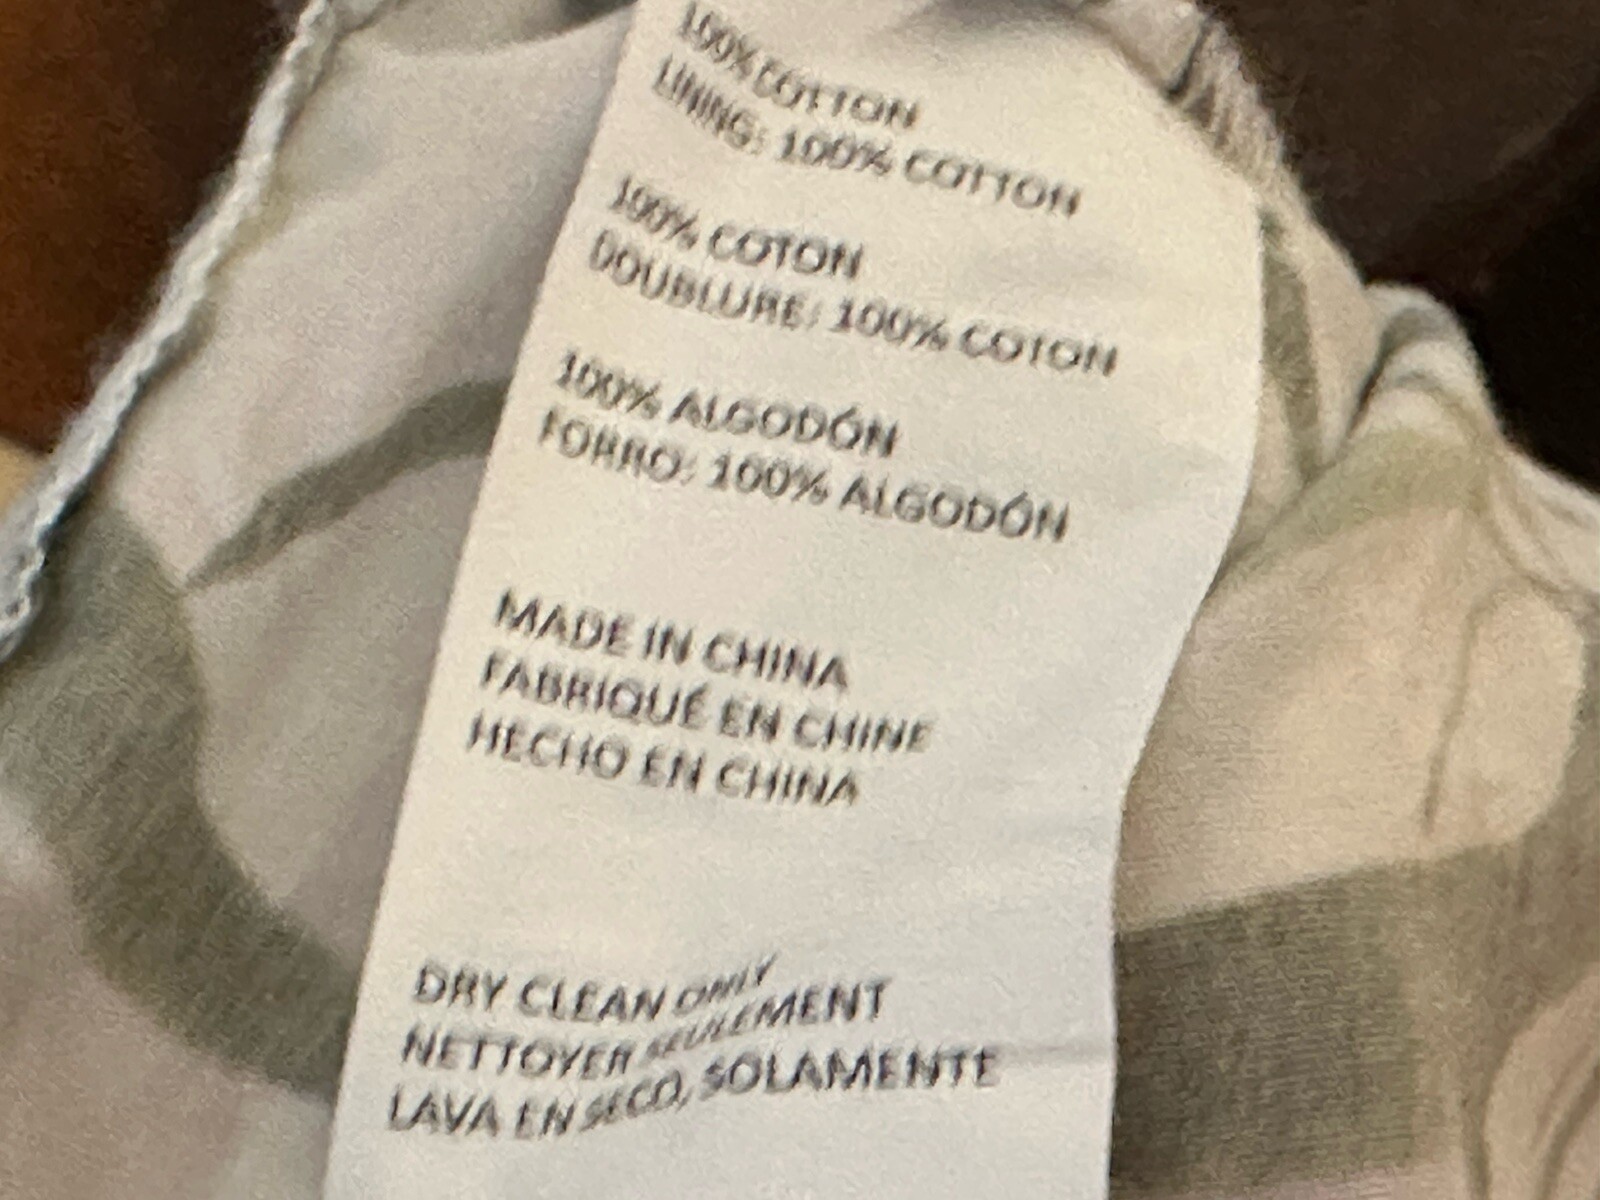 100% COTTON
LINING: 100% COTTON
100% COTON
DOUBLURE: 100% COTON
100% ALGODÓN
FORRO: 100% ALGODÓN
MADE IN CHINA
FABRIQUÉ EN CHINE
HECHO EN CHINA
DRY CLEAN ONLY
NETTOYER SEULEMENT
LAVA EN SECO, SOLAMENTE